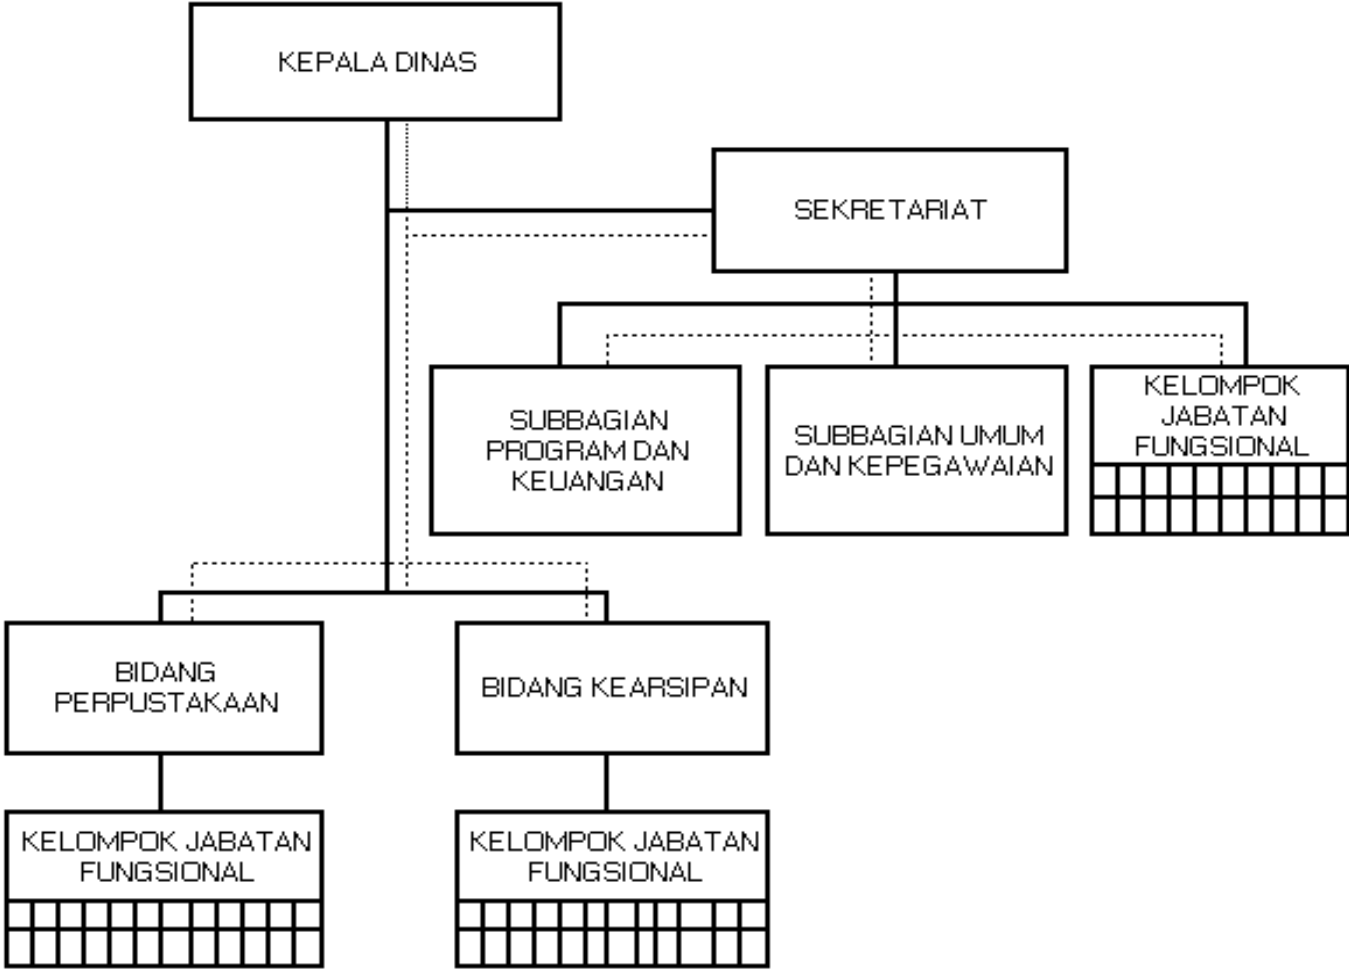 KEPALA DINAS
SEKRETARIAT
SUBBAGIAN
PROGRAM DAN
KEUANGAN
SUBBAGIAN UMUM
DAN KEPEGAWAIAN
KELOMPOK
JABATAN
FUNGSIONAL
BIDANG
PERPUSTAKAAN
BIDANG KEARSIPAN
KELOMPOK JABATAN
FUNGSIONAL
KELOMPOK JABATAN
FUNGSIONAL